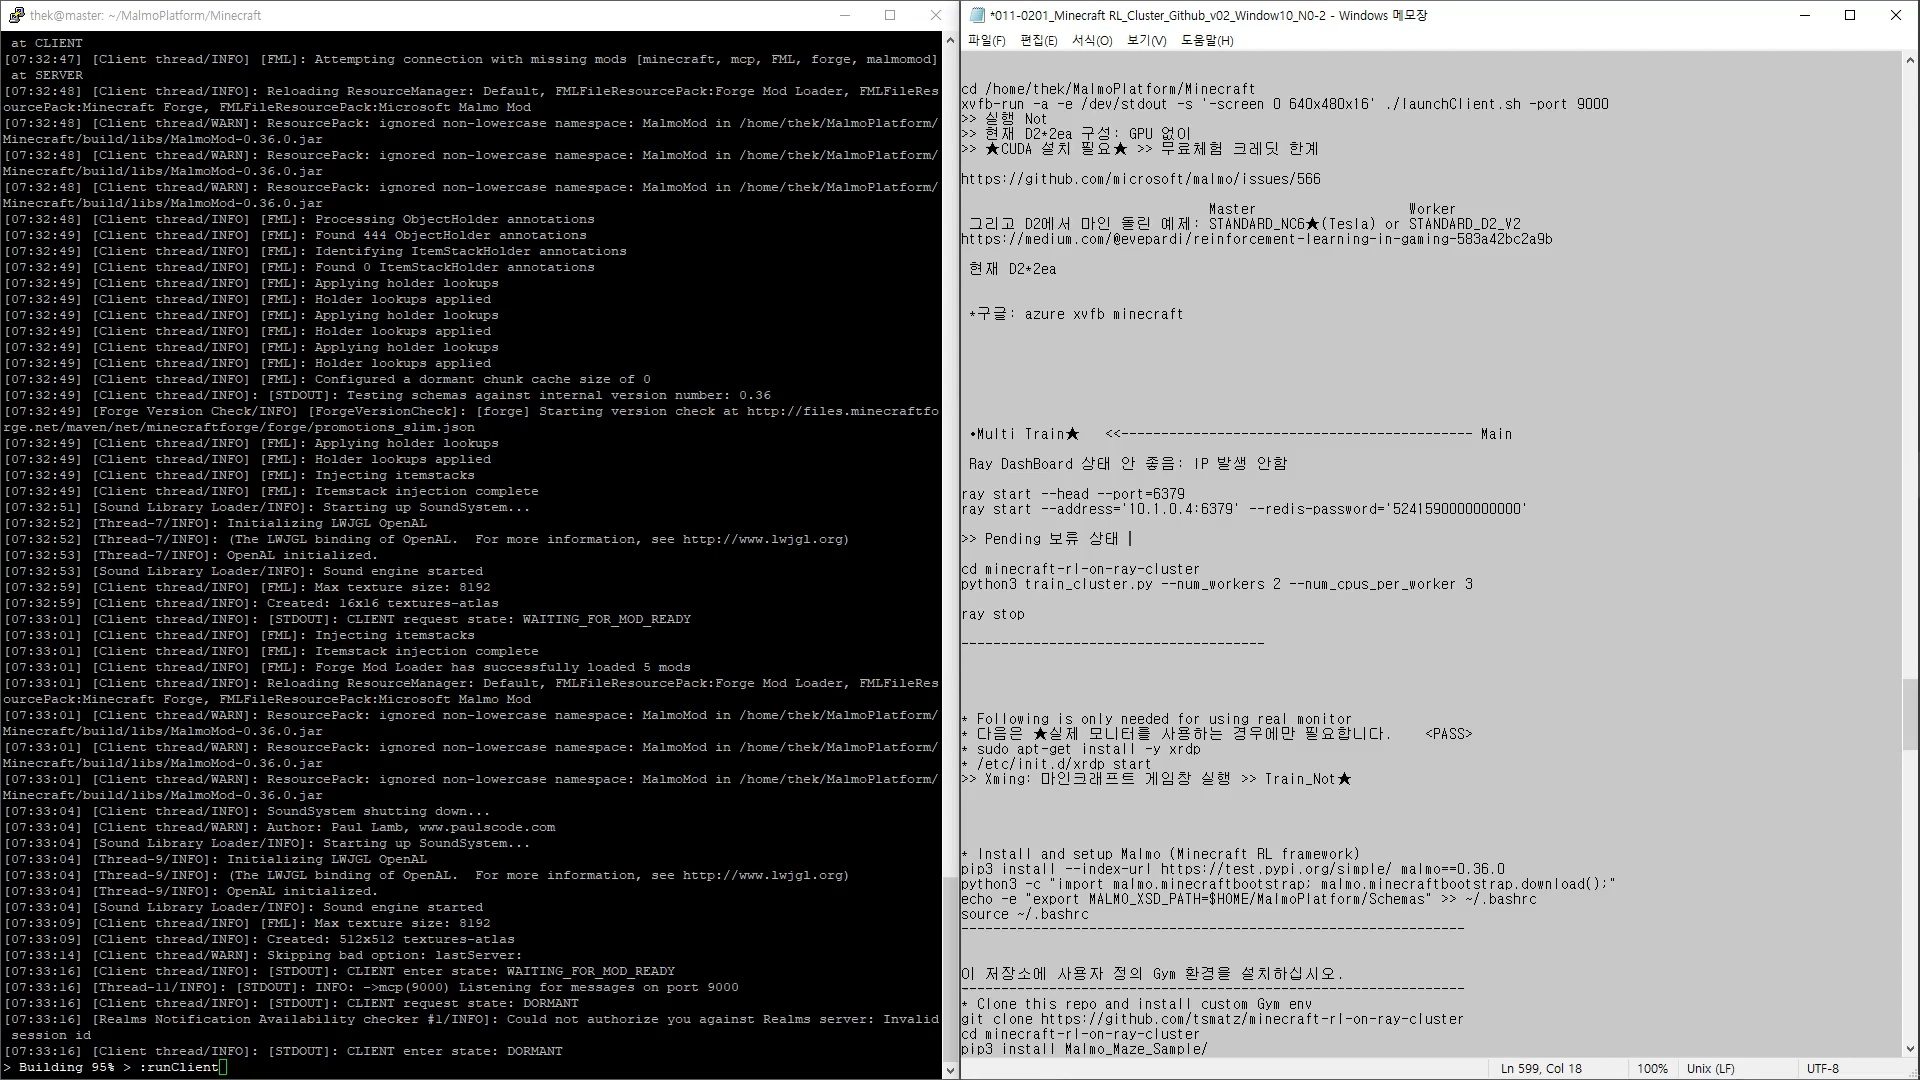 thek@master: ~/MalmoPlatform/Minecraft
 at CLIENT
[07:32:47] [Client thread/INFO] [FML]: Attempting connection with missing mods [minecraft, mcp, FML, forge, malmomod]
 at SERVER
[07:32:48] [Client thread/INFO]: Reloading ResourceManager: Default, FMLFileResourcePack:Forge Mod Loader, FMLFileRes
ourcePack:Minecraft Forge, FMLFileResourcePack:Microsoft Malmo Mod
[07:32:48] [Client thread/WARN]: ResourcePack: ignored non-lowercase namespace: MalmoMod in /home/thek/MalmoPlatform/
Minecraft/build/libs/MalmoMod-0.36.0.jar
[07:32:48] [Client thread/WARN]: ResourcePack: ignored non-lowercase namespace: MalmoMod in /home/thek/MalmoPlatform/
Minecraft/build/libs/MalmoMod-0.36.0.jar
[07:32:48] [Client thread/WARN]: ResourcePack: ignored non-lowercase namespace: MalmoMod in /home/thek/MalmoPlatform/
Minecraft/build/libs/MalmoMod-0.36.0.jar
[07:32:49] [Client thread/INFO] [FML]: Processing ObjectHolder annotations
[07:32:49] [Client thread/INFO] [FML]: Found 444 ObjectHolder annotations
[07:32:49] [Client thread/INFO] [FML]: Identifying ItemStackHolder annotations
[07:32:49] [Client thread/INFO] [FML]: Found 0 ItemStackHolder annotations
[07:32:49] [Client thread/INFO] [FML]: Applying holder lookups
[07:32:49] [Client thread/INFO] [FML]: Holder lookups applied
[07:32:49] [Client thread/INFO] [FML]: Applying holder lookups
[07:32:49] [Client thread/INFO] [FML]: Holder lookups applied
[07:32:49] [Client thread/INFO] [FML]: Applying holder lookups
[07:32:49] [Client thread/INFO] [FML]: Holder lookups applied
[07:32:49] [Client thread/INFO] [FML]: Configured a dormant chunk cache size of 0
[07:32:49] [Client thread/INFO]: [STDOUT]: Testing schemas against internal version number: 0.36
[07:32:49] [Forge Version Check/INFO] [ForgeVersionCheck]: [forge] Starting version check at http://files.minecraftfo
rge.net/maven/net/minecraftforge/forge/promotions_slim.json
[07:32:49] [Client thread/INFO] [FML]: Applying holder lookups
[07:32:49] [Client thread/INFO] [FML]: Holder lookups applied
[07:32:49] [Client thread/INFO] [FML]: Injecting itemstacks
[07:32:49] [Client thread/INFO] [FML]: Itemstack injection complete
[07:32:51] [Sound Library Loader/INFO]: Starting up SoundSystem...
[07:32:52] [Thread-7/INFO]: Initializing LWJGL OpenAL
[07:32:52] [Thread-7/INFO]: (The LWJGL binding of OpenAL.  For more information, see http://www.lwjgl.org)
[07:32:53] [Thread-7/INFO]: OpenAL initialized.
[07:32:53] [Sound Library Loader/INFO]: Sound engine started
[07:32:59] [Client thread/INFO] [FML]: Max texture size: 8192
[07:32:59] [Client thread/INFO]: Created: 16x16 textures-atlas
[07:32:59] [Client thread/INFO]: [STDOUT]: CLIENT request state: WAITING_FOR_MOD_READY
[07:33:01] [Client thread/INFO] [FML]: Injecting itemstacks
[07:33:01] [Client thread/INFO] [FML]: Itemstack injection complete
[07:33:01] [Client thread/INFO] [FML]: Forge Mod Loader has successfully loaded 5 mods
[07:33:01] [Client thread/INFO]: Reloading ResourceManager: Default, FMLFileResourcePack:Forge Mod Loader, FMLFileRes
ourcePack:Minecraft Forge, FMLFileResourcePack:Microsoft Malmo Mod
[07:33:01] [Client thread/WARN]: ResourcePack: ignored non-lowercase namespace: MalmoMod in /home/thek/MalmoPlatform/
Minecraft/build/libs/MalmoMod-0.36.0.jar
[07:33:01] [Client thread/WARN]: ResourcePack: ignored non-lowercase namespace: MalmoMod in /home/thek/MalmoPlatform/
Minecraft/build/libs/MalmoMod-0.36.0.jar
[07:33:01] [Client thread/WARN]: ResourcePack: ignored non-lowercase namespace: MalmoMod in /home/thek/MalmoPlatform/
Minecraft/build/libs/MalmoMod-0.36.0.jar
[07:33:04] [Client thread/INFO]: SoundSystem shutting down...
[07:33:04] [Client thread/WARN]: Author: Paul Lamb, www.paulscode.com
[07:33:04] [Sound Library Loader/INFO]: Starting up SoundSystem...
[07:33:04] [Thread-9/INFO]: Initializing LWJGL OpenAL
[07:33:04] [Thread-9/INFO]: (The LWJGL binding of OpenAL.  For more information, see http://www.lwjgl.org)
[07:33:04] [Thread-9/INFO]: OpenAL initialized.
[07:33:04] [Sound Library Loader/INFO]: Sound engine started
[07:33:09] [Client thread/INFO] [FML]: Max texture size: 8192
[07:33:09] [Client thread/INFO]: Created: 512x512 textures-atlas
[07:33:14] [Client thread/WARN]: Skipping bad option: lastServer:
[07:33:16] [Client thread/INFO]: [STDOUT]: CLIENT enter state: WAITING_FOR_MOD_READY
[07:33:16] [Thread-11/INFO]: [STDOUT]: INFO: ->mcp(9000) Listening for messages on port 9000
[07:33:16] [Client thread/INFO]: [STDOUT]: CLIENT request state: DORMANT
[07:33:16] [Realms Notification Availability checker #1/INFO]: Could not authorize you against Realms server: Invalid
 session id
[07:33:16] [Client thread/INFO]: [STDOUT]: CLIENT enter state: DORMANT
> Building 95% > :runClient
*011-0201_Minecraft RL_Cluster_Github_v02_Window10_N0-2 - Windows 메모장
파일(F) 편집(E) 서식(O) 보기(V) 도움말(H)
cd /home/thek/MalmoPlatform/Minecraft
xvfb-run -a -e /dev/stdout -s '-screen 0 640x480x16' ./launchClient.sh -port 9000
>> 실행 Not
>> 현재 D2*2ea 구성: GPU 없이
>> ★CUDA 설치 필요★ >> 무료체험 크레딧 한계
https://github.com/microsoft/malmo/issues/566
Master Worker
그리고 D2에서 마인 돌린 예제: STANDARD_NC6★(Tesla) or STANDARD_D2_V2
https://medium.com/@evepardi/reinforcement-learning-in-gaming-583a42bc2a9b
현재 D2*2ea
*구글: azure xvfb minecraft
•Multi Train★ <<-------------------------------------------- Main
Ray DashBoard 상태 안 좋음: IP 발생 안함
ray start --head --port=6379
ray start --address='10.1.0.4:6379' --redis-password='5241590000000000'
>> Pending 보류 상태
cd minecraft-rl-on-ray-cluster
python3 train_cluster.py --num_workers 2 --num_cpus_per_worker 3
ray stop
--------------------------------------
* Following is only needed for using real monitor
* 다음은 ★실제 모니터를 사용하는 경우에만 필요합니다. <PASS>
* sudo apt-get install -y xrdp
* /etc/init.d/xrdp start
>> Xming: 마인크래프트 게임창 실행 >> Train_Not★
* Install and setup Malmo (Minecraft RL framework)
pip3 install --index-url https://test.pypi.org/simple/ malmo==0.36.0
python3 -c "import malmo.minecraftbootstrap; malmo.minecraftbootstrap.download();"
echo -e "export MALMO_XSD_PATH=$HOME/MalmoPlatform/Schemas" >> ~/.bashrc
source ~/.bashrc
---------------------------------------------------------------
이 저장소에 사용자 정의 Gym 환경을 설치하십시오.
---------------------------------------------------------------
* Clone this repo and install custom Gym env
git clone https://github.com/tsmatz/minecraft-rl-on-ray-cluster
cd minecraft-rl-on-ray-cluster
pip3 install Malmo_Maze_Sample/
Ln 599, Col 18 100% Unix (LF) UTF-8